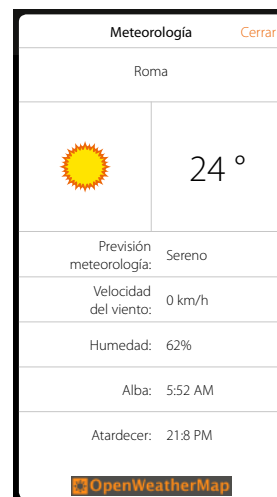 Meteorología Cerrar
Roma
24 °
Previsión
meteorología: Sereno
Velocidad
del viento: 0 km/h
Humedad: 62%
Alba: 5:52 AM
Atardecer: 21:8 PM
OpenWeatherMap